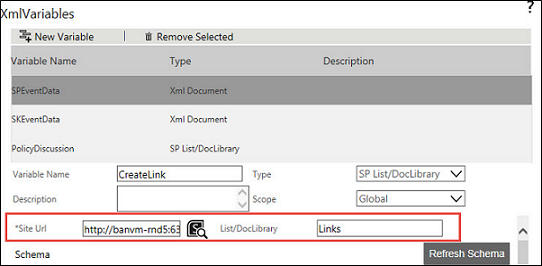 XmlVariables ?
New Variable | Remove Selected
Variable Name Type Description
SPEventData Xml Document
SKEventData Xml Document
PolicyDiscussion SP List/DocLibrary
Variable Name CreateLink Type SP List/DocLibrary
Description Scope Global
*Site Url http://banvm-rnd5:63 List/DocLibrary Links
Schema Refresh Schema